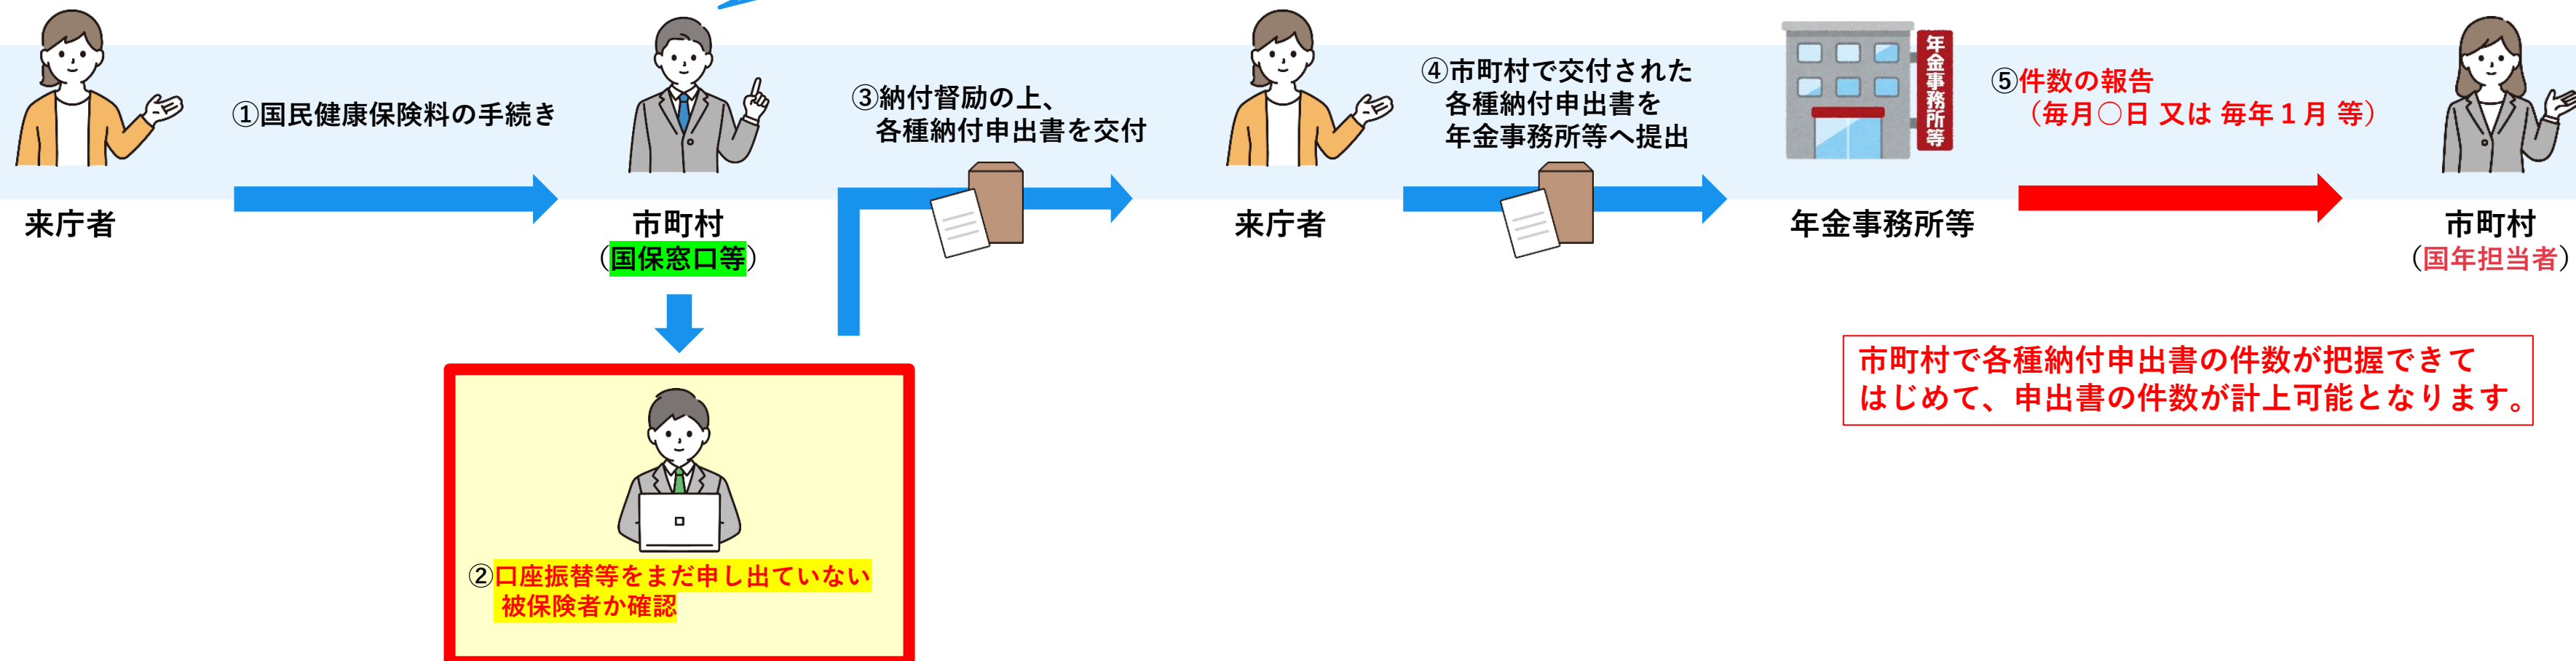 ①国民健康保険料の手続き
来庁者
市町村
（国保窓口等）
②口座振替等をまだ申し出ていない
被保険者か確認
③納付督励の上、
各種納付申出書を交付
来庁者
④市町村で交付された
各種納付申出書を
年金事務所等へ提出
年金事務所等
年金事務所等
⑤件数の報告
（毎月○日 又は 毎年１月 等）
市町村
（国年担当者）
市町村で各種納付申出書の件数が把握できて
はじめて、申出書の件数が計上可能となります。